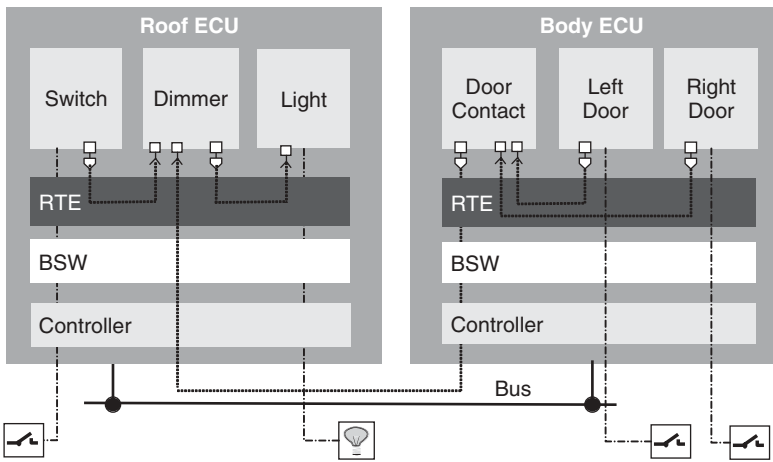 Roof ECU
Switch
Dimmer
Light
RTE
BSW
Controller
Body ECU
Door
Contact
Left
Door
Right
Door
RTE
BSW
Controller
Bus